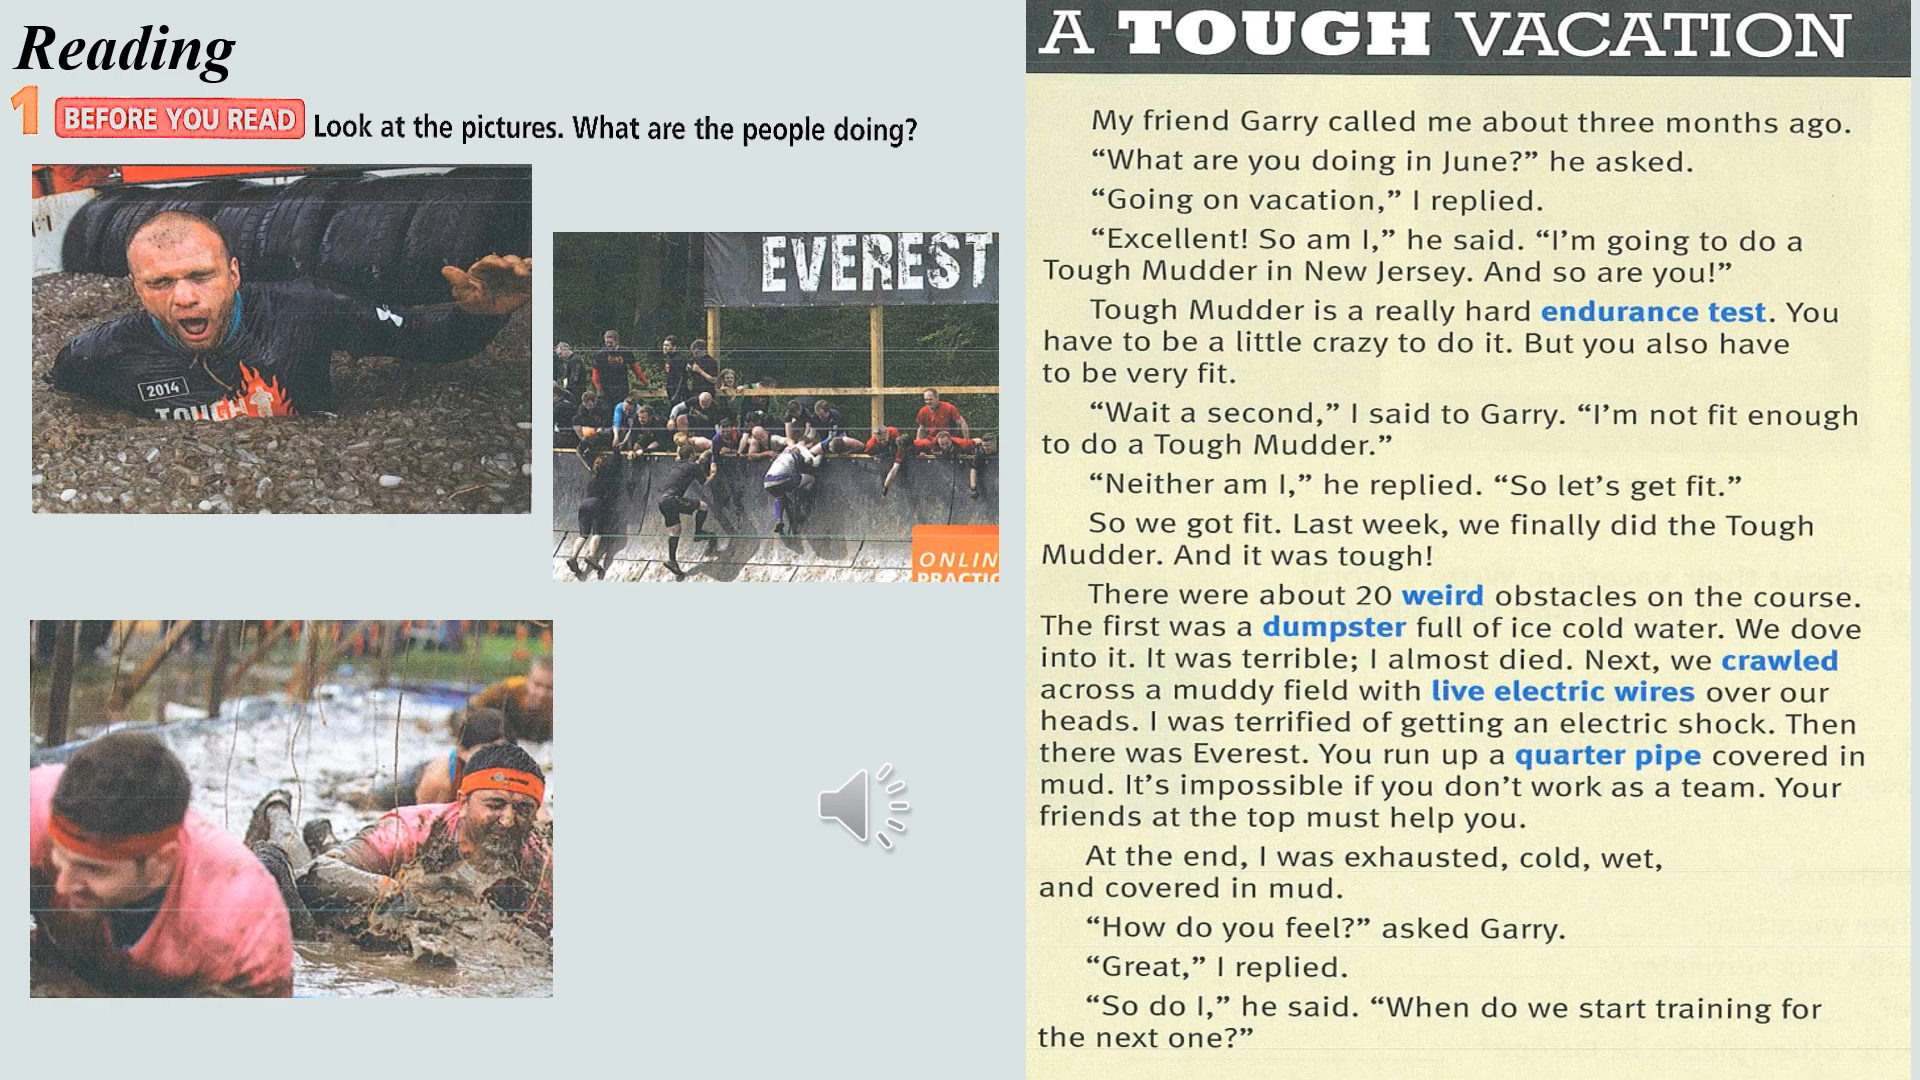 Reading
1 BEFORE YOU READ Look at the pictures. What are the people doing?
2014
TOUGH
EVEREST
ONLIN
PRACTIC
A TOUGH VACATION
My friend Garry called me about three months ago.
“What are you doing in June?” he asked.
“Going on vacation,” I replied.
“Excellent! So am I,” he said. “I’m going to do a
Tough Mudder in New Jersey. And so are you!”
Tough Mudder is a really hard endurance test. You
have to be a little crazy to do it. But you also have
to be very fit.
“Wait a second,” I said to Garry. “I’m not fit enough
to do a Tough Mudder.”
“Neither am I,” he replied. “So let’s get fit.”
So we got fit. Last week, we finally did the Tough
Mudder. And it was tough!
There were about 20 weird obstacles on the course.
The first was a dumpster full of ice cold water. We dove
into it. It was terrible; I almost died. Next, we crawled
across a muddy field with live electric wires over our
heads. I was terrified of getting an electric shock. Then
there was Everest. You run up a quarter pipe covered in
mud. It’s impossible if you don’t work as a team. Your
friends at the top must help you.
At the end, I was exhausted, cold, wet,
and covered in mud.
“How do you feel?” asked Garry.
“Great,” I replied.
“So do I,” he said. “When do we start training for
the next one?”